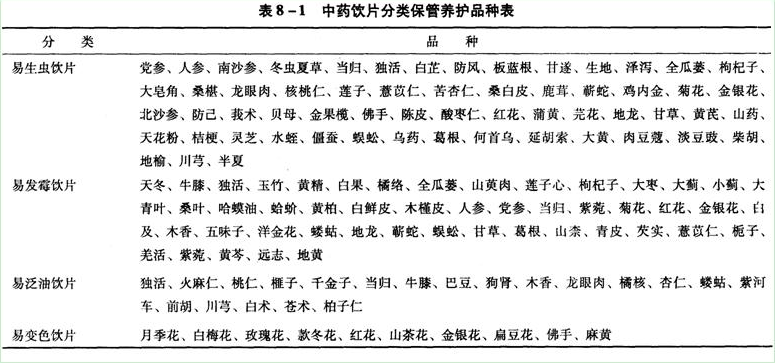 表8-1 中药饮片分类保管养护品种表
分 类 品 种
易生虫饮片 党参、人参、南沙参、冬虫夏草、当归、独活、白芷、防风、板蓝根、甘遂、生地、泽泻、全瓜蒌、枸杞子、
大皂角、桑椹、龙眼肉、核桃仁、莲子、薏苡仁、苦杏仁、桑白皮、鹿茸、蕲蛇、鸡内金、菊花、金银花、
北沙参、防己、莪术、贝母、金果榄、佛手、陈皮、酸枣仁、红花、蒲黄、芫花、地龙、甘草、黄芪、山药、
天花粉、桔梗、灵芝、水蛭、僵蚕、蜈蚣、乌药、葛根、何首乌、延胡索、大黄、肉豆蔻、淡豆豉、柴胡、
地榆、川芎、半夏
易发霉饮片 天冬、牛膝、独活、玉竹、黄精、白果、橘络、全瓜蒌、山萸肉、莲子心、枸杞子、大枣、大蓟、小蓟、大
青叶、桑叶、哈蟆油、蛤蚧、黄柏、白鲜皮、木槿皮、人参、党参、当归、紫菀、菊花、红花、金银花、白
及、木香、五味子、洋金花、蝼蛄、地龙、蕲蛇、蜈蚣、甘草、葛根、山柰、青皮、芡实、薏苡仁、栀子、
羌活、紫菀、黄芩、远志、地黄
易泛油饮片 独活、火麻仁、桃仁、榧子、千金子、当归、牛膝、巴豆、狗肾、木香、龙眼肉、橘核、杏仁、蝼蛄、紫河
车、前胡、川芎、白术、苍术、柏子仁
易变色饮片 月季花、白梅花、玫瑰花、款冬花、红花、山茶花、金银花、扁豆花、佛手、麻黄